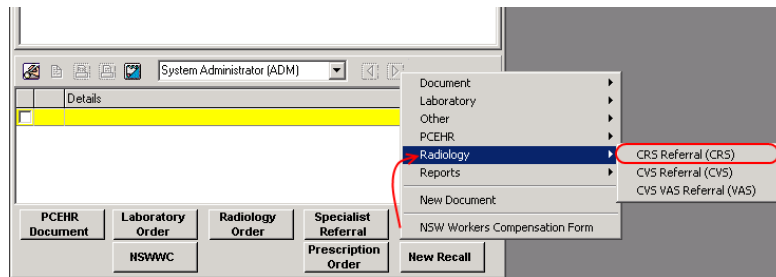 System Administrator (ADM)
Details
Document
Laboratory
Other
PCEHR
Radiology
Reports
New Document
NSW Workers Compensation Form
CRS Referral (CRS)
CVS Referral (CVS)
CVS VAS Referral (VAS)
PCEHR
Document
Laboratory
Order
Radiology
Order
Specialist
Referral
NSWWC
Prescription
Order
New Recall